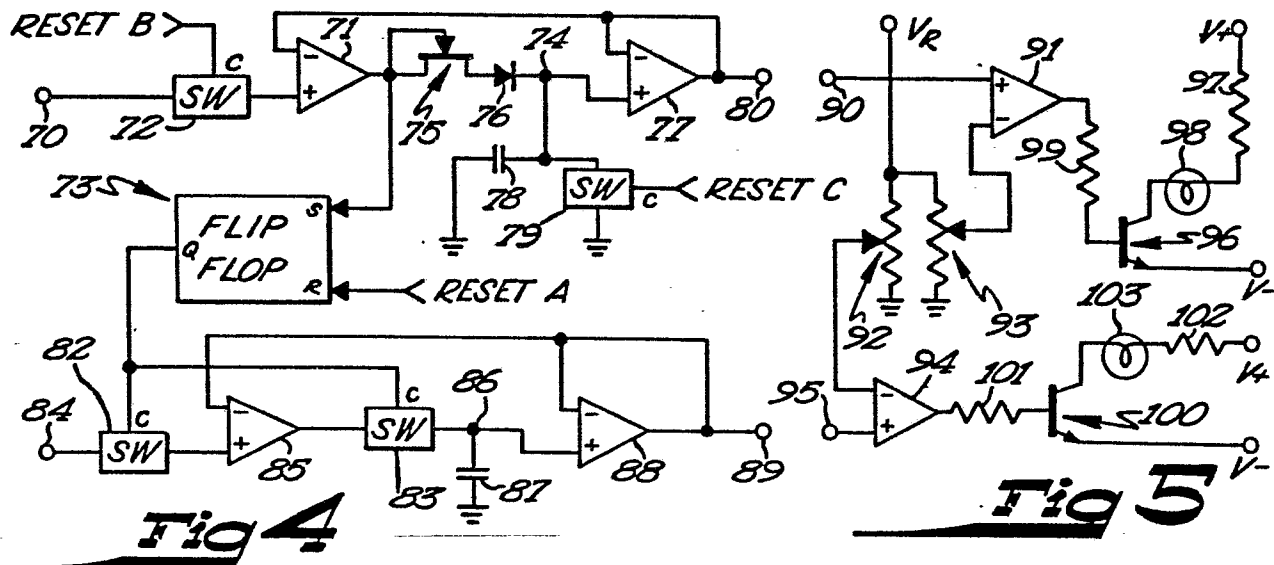 RESET B
C
SW
70
72
71
-
+
75
76
74
-
+
77
80
78
SW
C
RESET C
79
73
FLIP
FLOP
S
Q
R
RESET A
82
84
C
SW
-
+
85
C
SW
83
86
87
-
+
88
89
Fig 4
VR
90
91
+
-
99
V+
97
98
96
V-
92
93
103
102
V+
94
95
-
+
101
100
V-
Fig 5